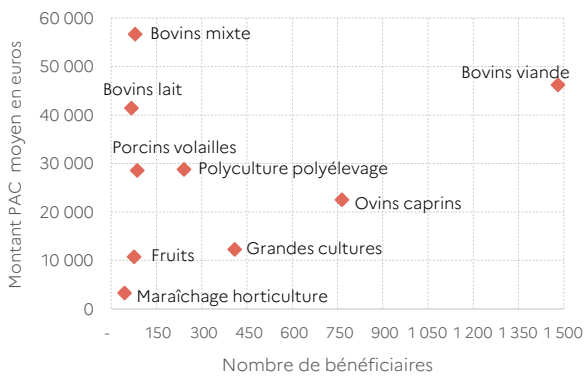 60 000
Bovins mixte
50 000
Bovins viande
Bovins lait
40 000
Porcins volailles
30 000
Polyculture polyélevage
Ovins caprins
20 000
Grandes cultures
10 000
Fruits
Maraîchage horticulture
0
Montant PAC moyen en euros
- 150 300 450 600 750 900 1 050 1 200 1 350 1 500
Nombre de bénéficiaires